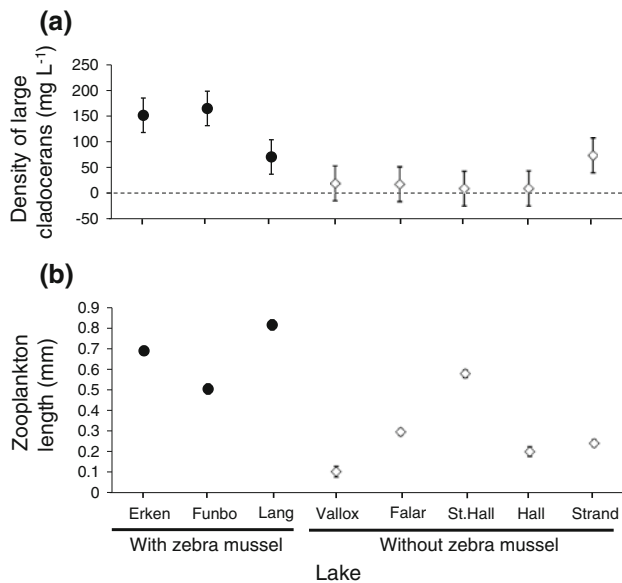 (a)
Density of large
cladocerans (mg L⁻¹)
250
200
150
100
50
0
-50
(b)
Zooplankton
length (mm)
0.9
0.8
0.7
0.6
0.5
0.4
0.3
0.2
0.1
0
Erken Funbo Lang Vallox Falar St.Hall Hall Strand
With zebra mussel Without zebra mussel
Lake